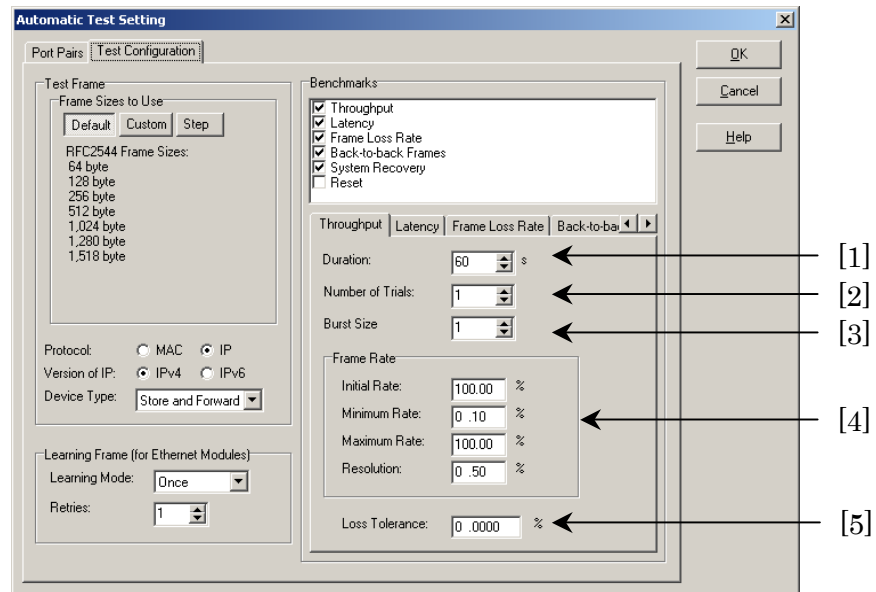 Automatic Test Setting
Port Pairs Test Configuration
OK
Cancel
Help
Test Frame
Frame Sizes to Use
Default Custom Step
RFC2544 Frame Sizes:
64 byte
128 byte
256 byte
512 byte
1,024 byte
1,280 byte
1,518 byte
Protocol: MAC IP
Version of IP: IPv4 IPv6
Device Type: Store and Forward
Learning Frame (for Ethernet Modules)
Learning Mode: Once
Retries: 1
Benchmarks
Throughput
Latency
Frame Loss Rate
Back-to-back Frames
System Recovery
Reset
Throughput Latency Frame Loss Rate Back-to-ba
Duration: 60 s [1]
Number of Trials: 1 [2]
Burst Size 1 [3]
Frame Rate
Initial Rate: 100.00 %
Minimum Rate: 0 .10 % [4]
Maximum Rate: 100.00 %
Resolution: 0 .50 %
Loss Tolerance: 0 .0000 % [5]